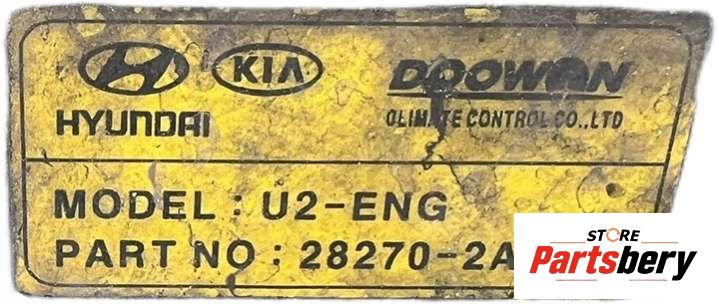 KIA DOOWON
HYUNDAI CLIMATE CONTROL CO.,LTD
MODEL : U2-ENG
PART NO : 28270-2A
STORE
Partsbery